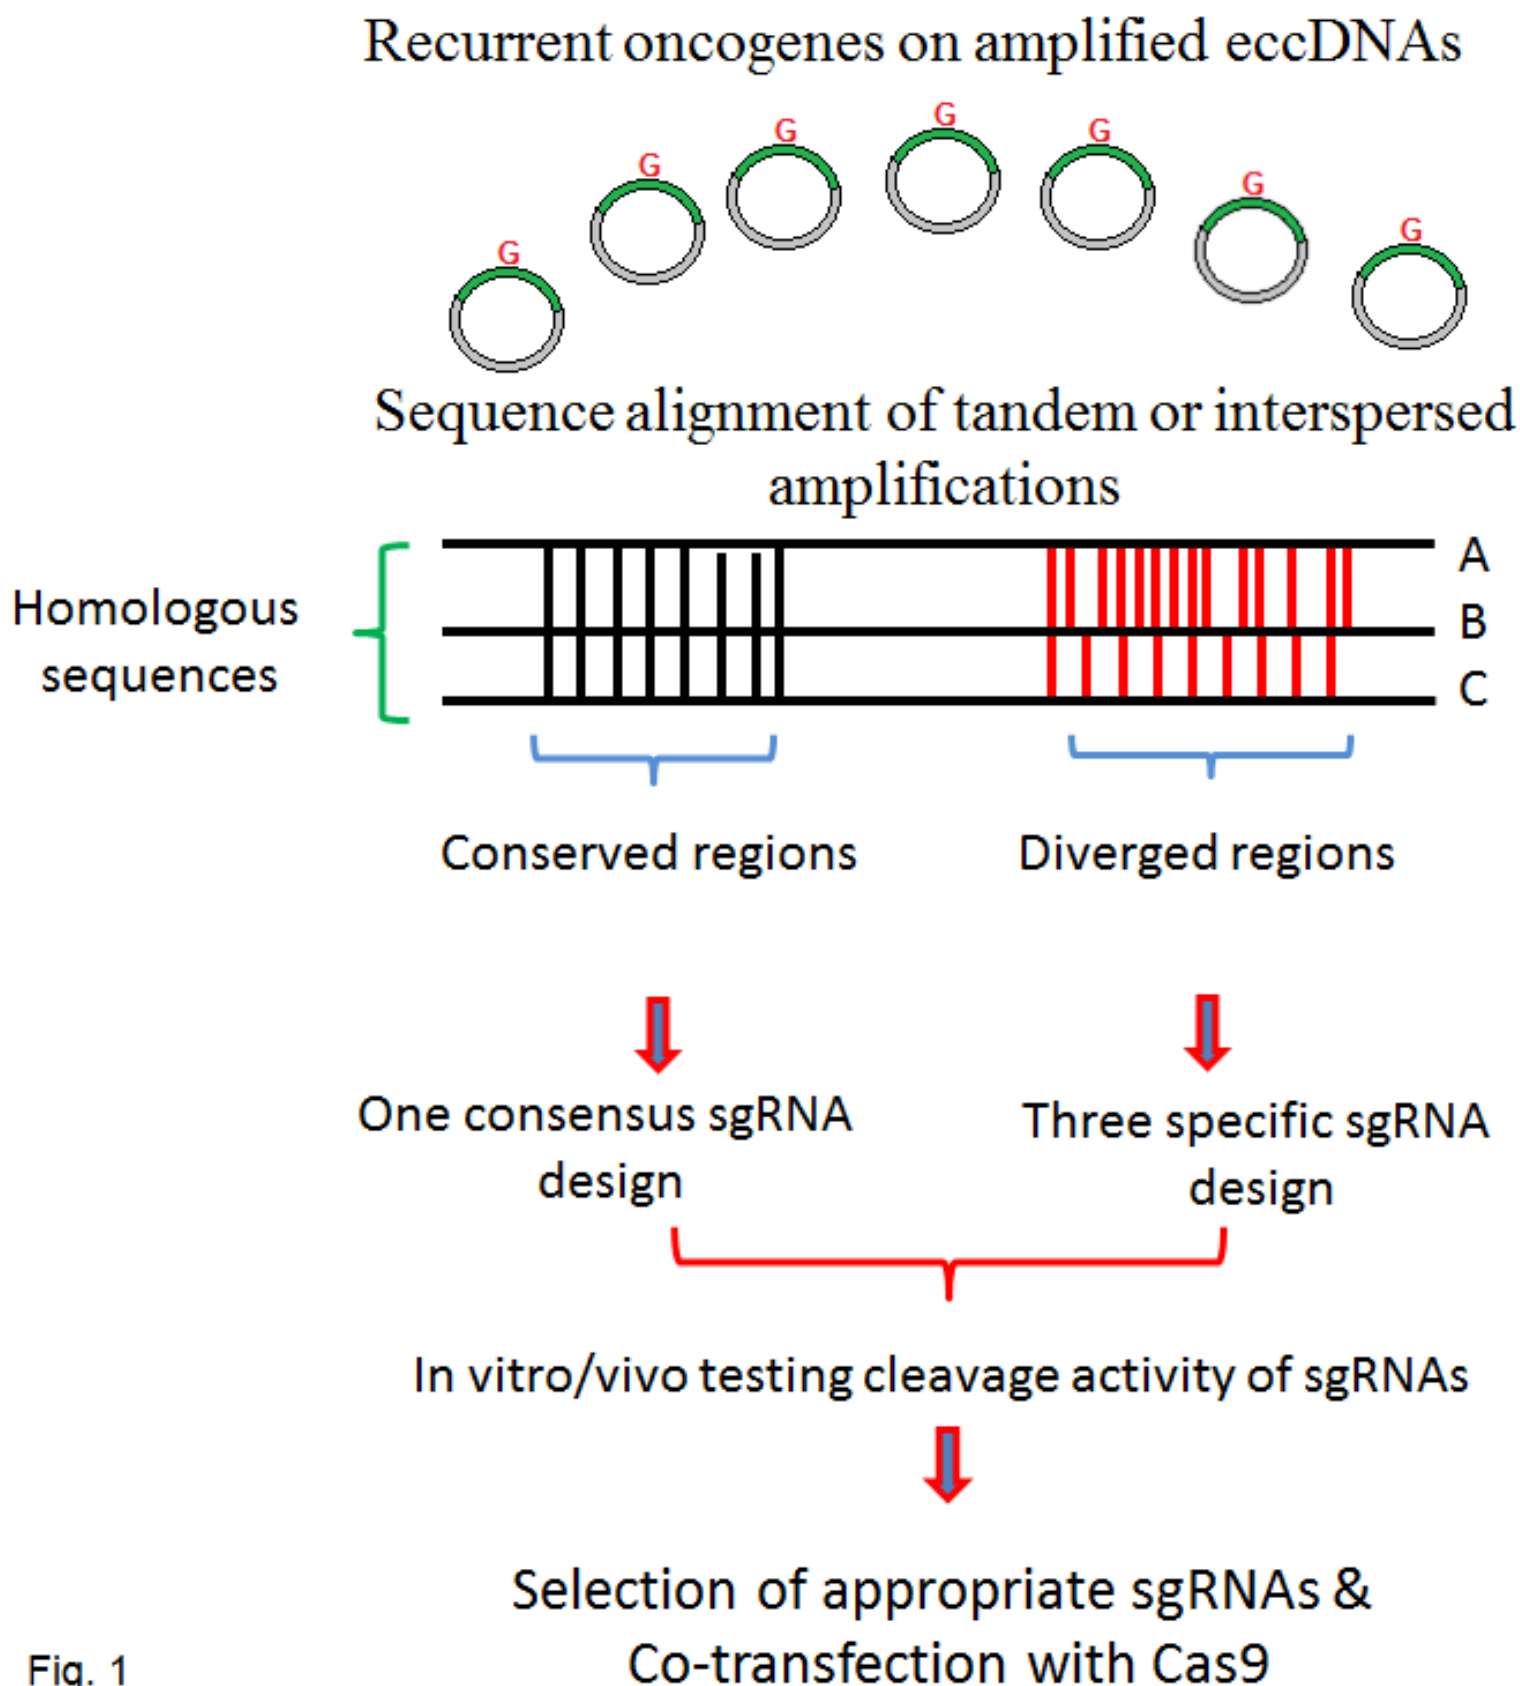 Recurrent oncogenes on amplified eccDNAs
G
G
G
G
G
G
G
Sequence alignment of tandem or interspersed
amplifications
A
Homologous
sequences
B
C
Conserved regions
Diverged regions
One consensus sgRNA
design
Three specific sgRNA
design
In vitro/vivo testing cleavage activity of sgRNAs
Selection of appropriate sgRNAs &
Co-transfection with Cas9
Fig. 1